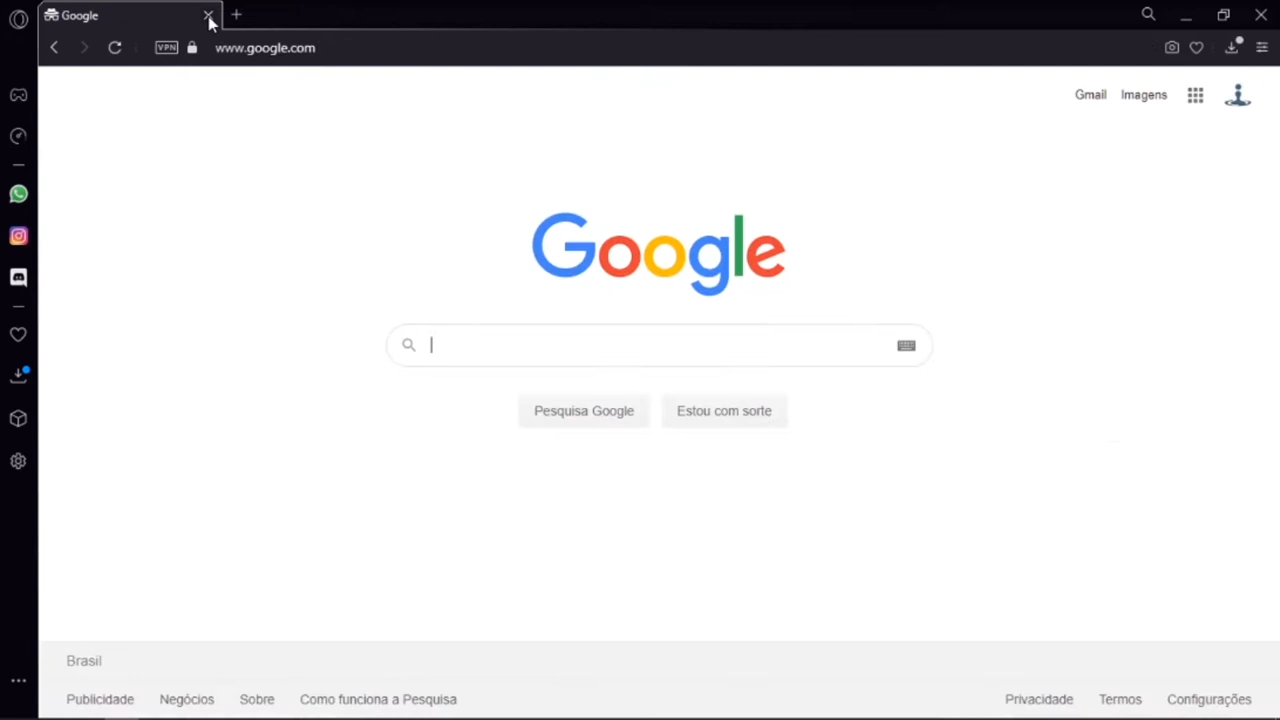 Google
VPN
www.google.com
Gmail
Imagens
Google
Pesquisa Google
Estou com sorte
Brasil
Publicidade
Negócios
Sobre
Como funciona a Pesquisa
Privacidade
Termos
Configurações